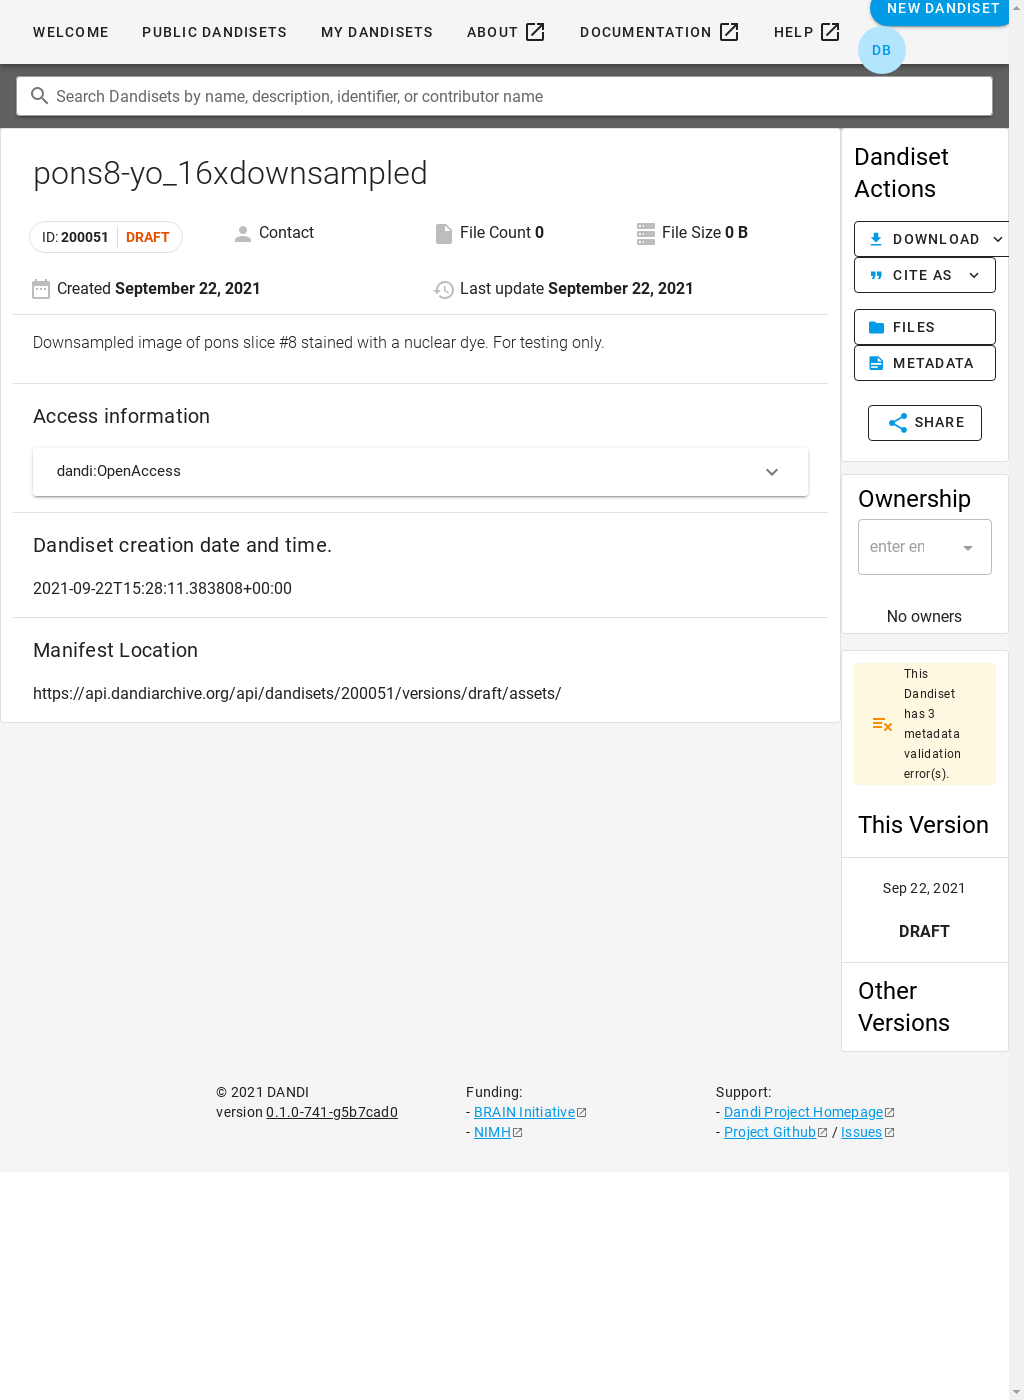 WELCOME PUBLIC DANDISETS MY DANDISETS ABOUT DOCUMENTATION HELP NEW DANDISET
DB
Search Dandisets by name, description, identifier, or contributor name
pons8-yo_16xdownsampled
ID: 200051 DRAFT Contact File Count 0 File Size 0 B
Created September 22, 2021 Last update September 22, 2021
Downsampled image of pons slice #8 stained with a nuclear dye. For testing only.
Access information
dandi:OpenAccess
Dandiset creation date and time.
2021-09-22T15:28:11.383808+00:00
Manifest Location
https://api.dandiarchive.org/api/dandisets/200051/versions/draft/assets/
Dandiset
Actions
DOWNLOAD
CITE AS
FILES
METADATA
SHARE
Ownership
enter en
No owners
This
Dandiset
has 3
metadata
validation
error(s).
This Version
Sep 22, 2021
DRAFT
Other
Versions
© 2021 DANDI
version 0.1.0-741-g5b7cad0
Funding:
- BRAIN Initiative
- NIMH
Support:
- Dandi Project Homepage
- Project Github / Issues